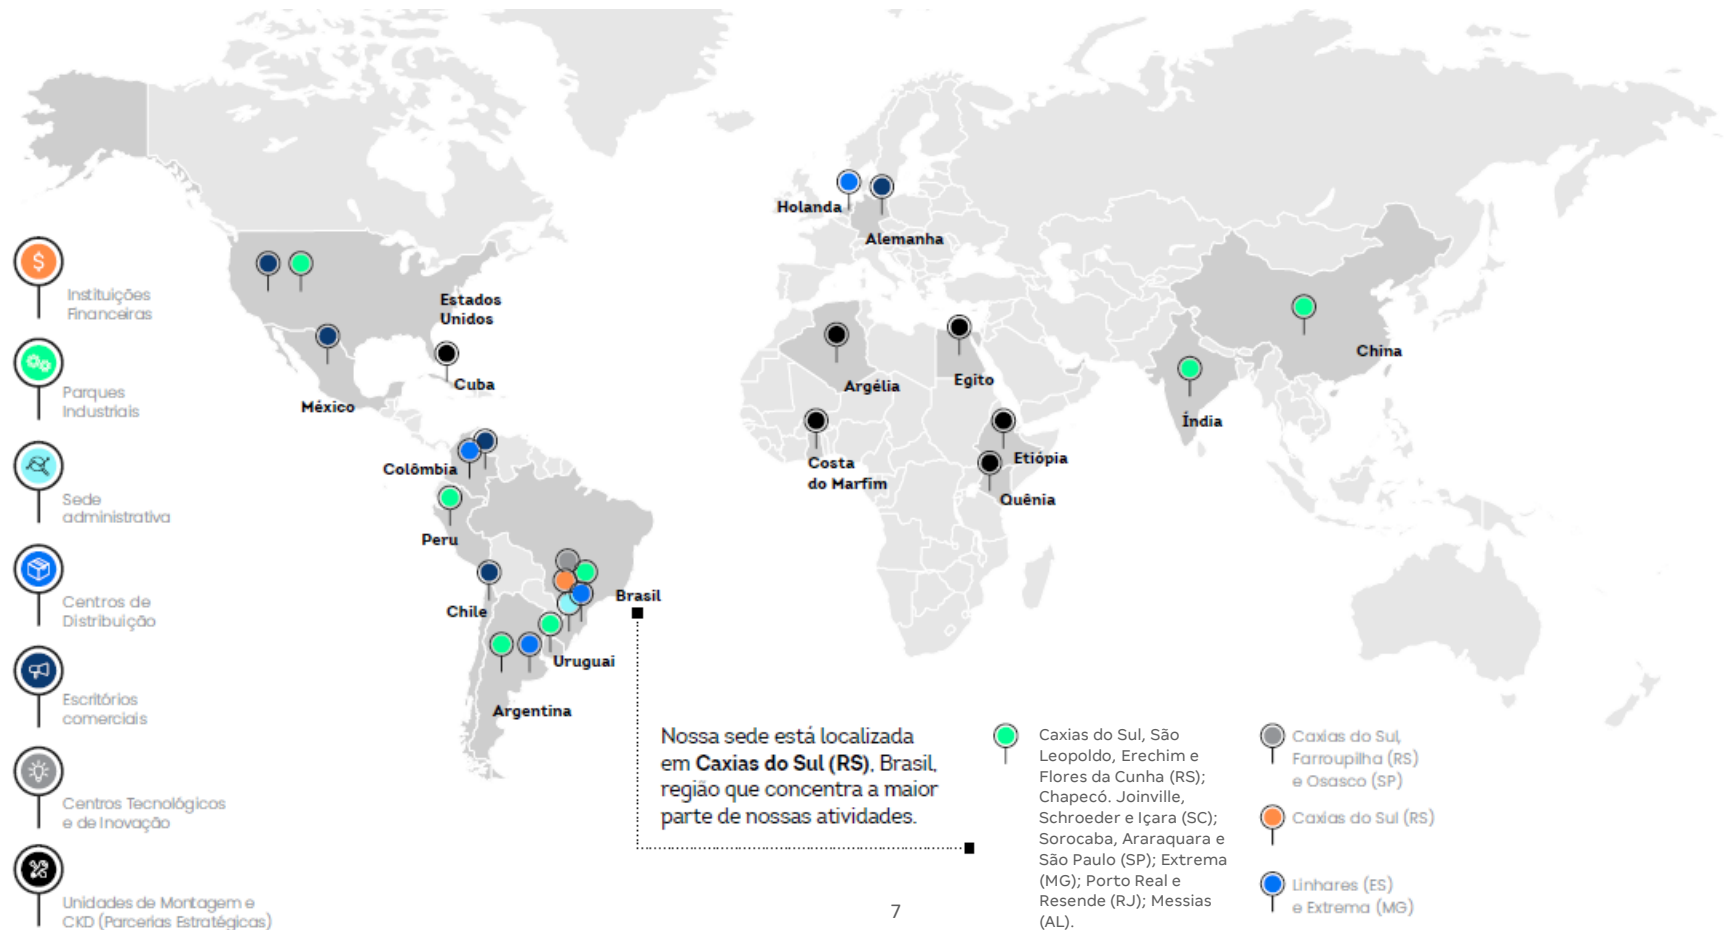 Holanda
Alemanha
Estados
Unidos
Cuba
México
Colômbia
Peru
Chile
Brasil
Uruguai
Argentina
Argélia
Egito
Costa
do Marfim
Etiópia
Quênia
Índia
China
$
Instituições
Financeiras
Parques
Industriais
Sede
administrativa
Centros de
Distribuição
Escritórios
comerciais
Centros Tecnológicos
e de Inovação
Unidades de Montagem e
CKD (Parcerias Estratégicas)
Nossa sede está localizada
em Caxias do Sul (RS), Brasil,
região que concentra a maior
parte de nossas atividades.
Caxias do Sul, São
Leopoldo, Erechim e
Flores da Cunha (RS);
Chapecó. Joinville,
Schroeder e Içara (SC);
Sorocaba, Araraquara e
São Paulo (SP); Extrema
(MG); Porto Real e
Resende (RJ); Messias
(AL).
Caxias do Sul,
Farroupilha (RS)
e Osasco (SP)
Caxias do Sul (RS)
Linhares (ES)
e Extrema (MG)
7